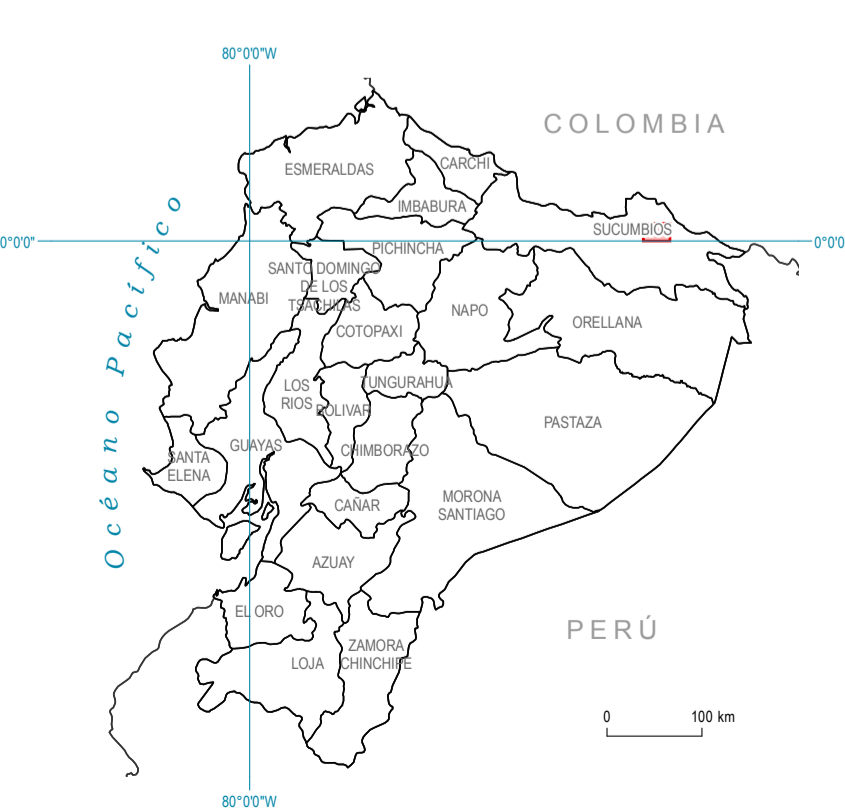 80°0'0"W
COLOMBIA
ESMERALDAS
CARCHI
IMBABURA
SUCUMBIOS
0°0'0"
0°0'0
PICHINCHA
SANTO DOMINGO
DE LOS
TSACHILAS
MANABI
NAPO
ORELLANA
COTOPAXI
Océano Pacífico
TUNGURAHUA
LOS
RIOS
BOLIVAR
PASTAZA
GUAYAS
CHIMBORAZO
SANTA
ELENA
MORONA
SANTIAGO
CAÑAR
AZUAY
EL ORO
PERÚ
ZAMORA
CHINCHIPE
LOJA
0
100 km
80°0'0"W